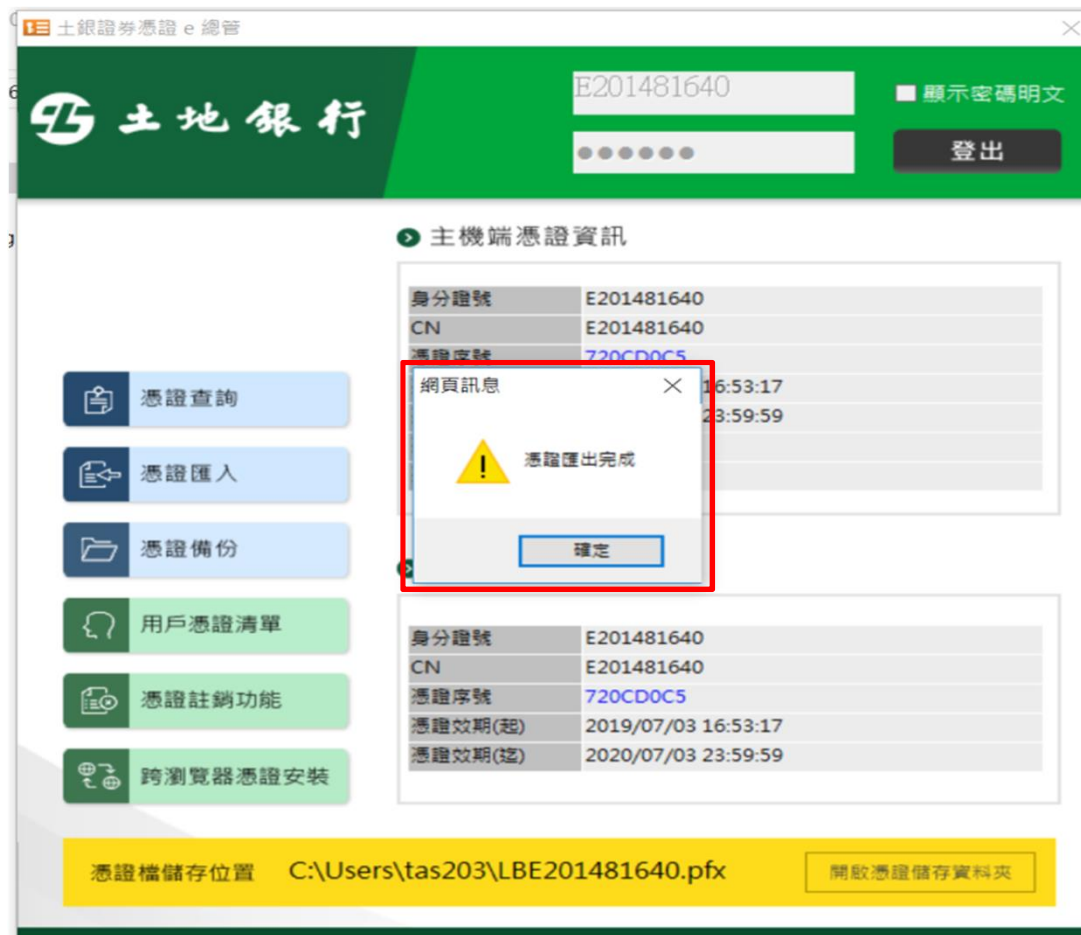 土銀證券憑證 e 總管
土地銀行
E201481640
顯示密碼明文
●●●●●●
登出
主機端憑證資訊
身分證號 E201481640
CN E201481640
憑證序號 720CD0C5
16:53:17
23:59:59
網頁訊息
憑證匯出完成
確定
憑證查詢
憑證匯入
憑證備份
用戶憑證清單
憑證註銷功能
跨瀏覽器憑證安裝
身分證號 E201481640
CN E201481640
憑證序號 720CD0C5
憑證效期(起) 2019/07/03 16:53:17
憑證效期(迄) 2020/07/03 23:59:59
憑證檔儲存位置 C:\Users\tas203\LBE201481640.pfx 開啟憑證儲存資料夾